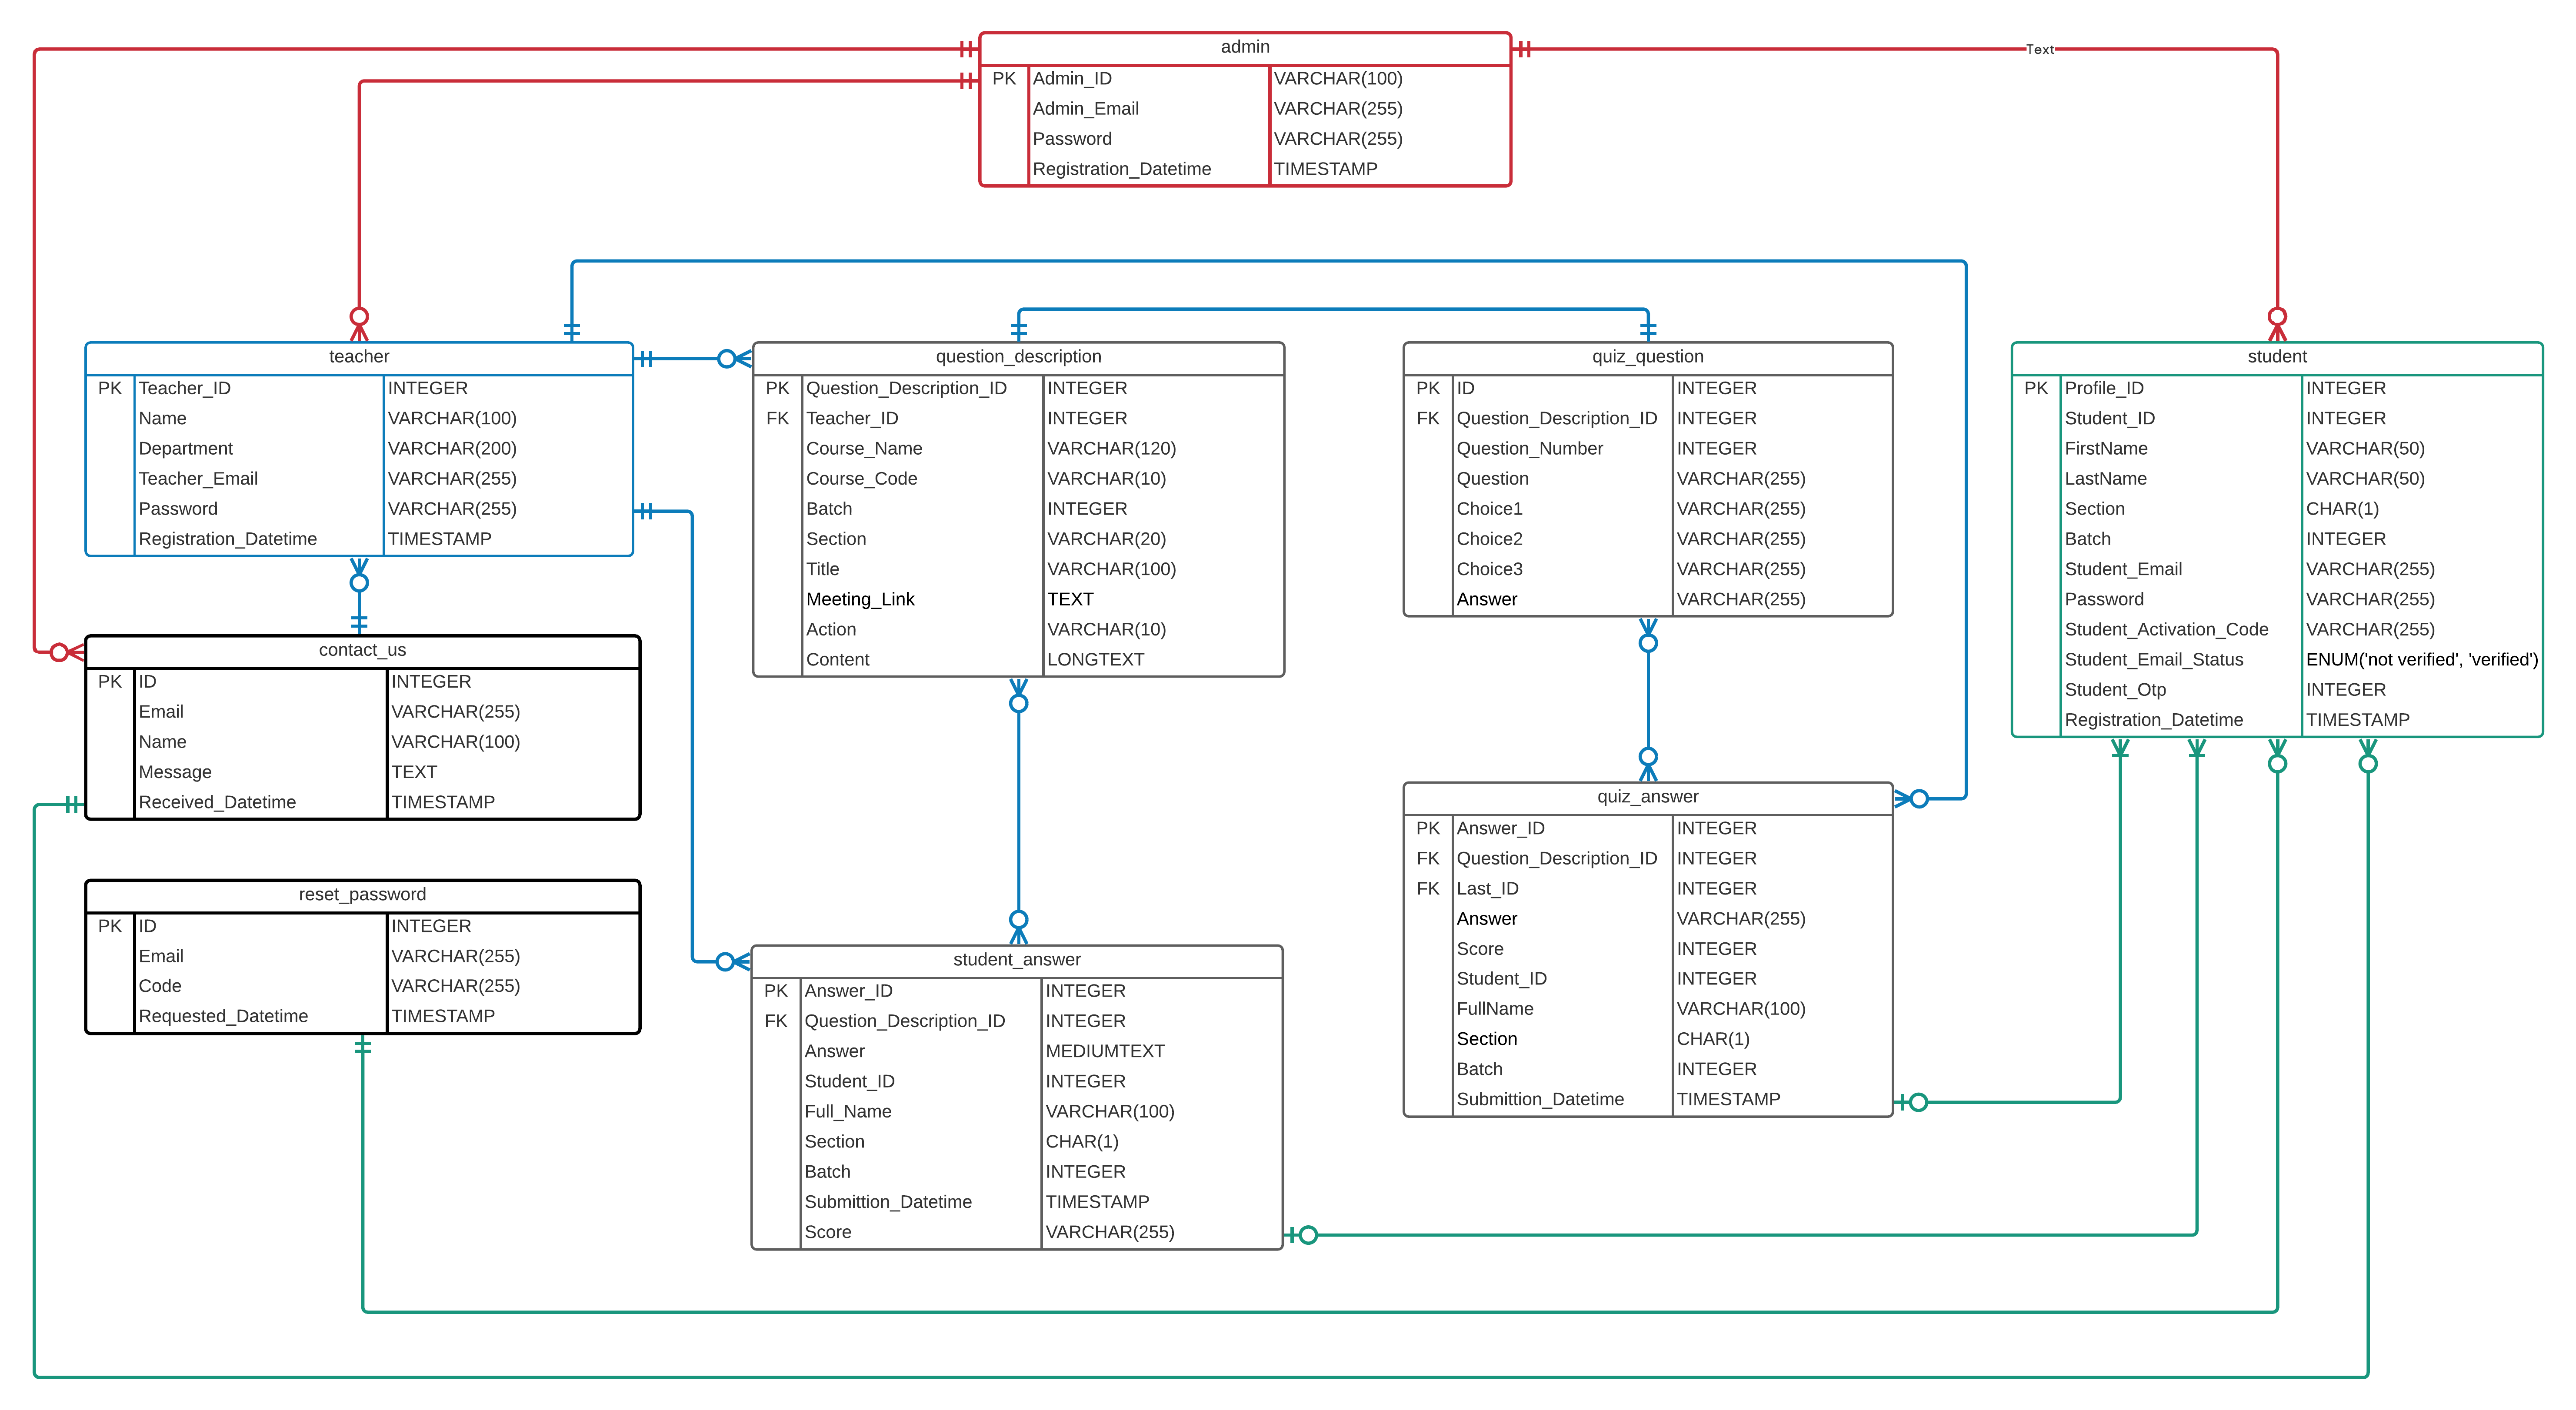 admin
PK Admin_ID VARCHAR(100)
Admin_Email VARCHAR(255)
Password VARCHAR(255)
Registration_Datetime TIMESTAMP
Text
teacher
PK Teacher_ID INTEGER
Name VARCHAR(100)
Department VARCHAR(200)
Teacher_Email VARCHAR(255)
Password VARCHAR(255)
Registration_Datetime TIMESTAMP
question_description
PK Question_Description_ID INTEGER
FK Teacher_ID INTEGER
Course_Name VARCHAR(120)
Course_Code VARCHAR(10)
Batch INTEGER
Section VARCHAR(20)
Title VARCHAR(100)
Meeting_Link TEXT
Action VARCHAR(10)
Content LONGTEXT
quiz_question
PK ID INTEGER
FK Question_Description_ID INTEGER
Question_Number INTEGER
Question VARCHAR(255)
Choice1 VARCHAR(255)
Choice2 VARCHAR(255)
Choice3 VARCHAR(255)
Answer VARCHAR(255)
student
PK Profile_ID INTEGER
Student_ID INTEGER
FirstName VARCHAR(50)
LastName VARCHAR(50)
Section CHAR(1)
Batch INTEGER
Student_Email VARCHAR(255)
Password VARCHAR(255)
Student_Activation_Code VARCHAR(255)
Student_Email_Status ENUM('not verified', 'verified')
Student_Otp INTEGER
Registration_Datetime TIMESTAMP
contact_us
PK ID INTEGER
Email VARCHAR(255)
Name VARCHAR(100)
Message TEXT
Received_Datetime TIMESTAMP
reset_password
PK ID INTEGER
Email VARCHAR(255)
Code VARCHAR(255)
Requested_Datetime TIMESTAMP
student_answer
PK Answer_ID INTEGER
FK Question_Description_ID INTEGER
Answer MEDIUMTEXT
Student_ID INTEGER
Full_Name VARCHAR(100)
Section CHAR(1)
Batch INTEGER
Submittion_Datetime TIMESTAMP
Score VARCHAR(255)
quiz_answer
PK Answer_ID INTEGER
FK Question_Description_ID INTEGER
FK Last_ID INTEGER
Answer VARCHAR(255)
Score INTEGER
Student_ID INTEGER
FullName VARCHAR(100)
Section CHAR(1)
Batch INTEGER
Submittion_Datetime TIMESTAMP